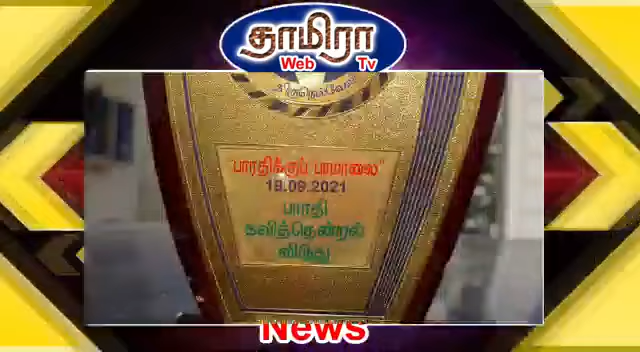 தாமிரா
Web Tv
"பாரதிக்குப் பாமாலை"
18.09.2021
பாரதி
கவித்தென்றல்
விருது
News